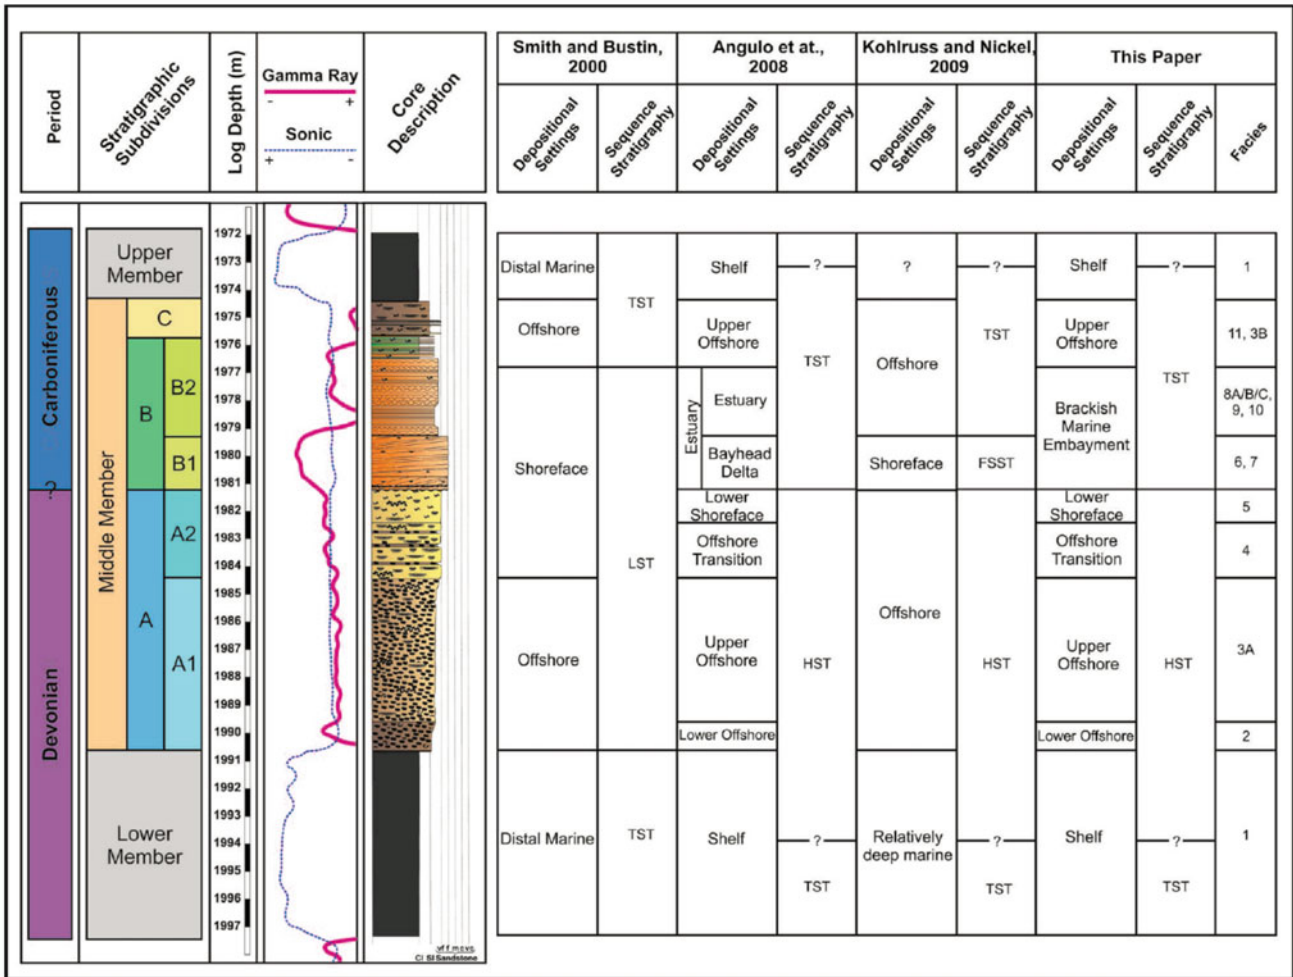 Period
Stratigraphic
Subdivisions
Log Depth (m)
Gamma Ray
- +
Sonic
+ -
Core
Description
Smith and Bustin,
2000
Angulo et at.,
2008
Kohlruss and Nickel,
2009
This Paper
Depositional
Settings
Sequence
Stratigraphy
Depositional
Settings
Sequence
Stratigraphy
Depositional
Settings
Sequence
Stratigraphy
Depositional
Settings
Sequence
Stratigraphy
Facies
Carboniferous
?
Devonian
Upper
Member
Middle Member
C
B
B2
B1
A
A2
A1
Lower
Member
1972
1973
1974
1975
1976
1977
1978
1979
1980
1981
1982
1983
1984
1985
1986
1987
1988
1989
1990
1991
1992
1993
1994
1995
1996
1997
vf f m c vc
Cl SI Sandstone
Distal Marine
Offshore
Shoreface
Offshore
Distal Marine
TST
LST
TST
Shelf
Upper
Offshore
Estuary
Estuary
Bayhead
Delta
Lower
Shoreface
Offshore
Transition
Upper
Offshore
Lower Offshore
Shelf
?
TST
HST
?
TST
?
Offshore
Shoreface
Offshore
Relatively
deep marine
?
TST
FSST
HST
?
TST
Shelf
Upper
Offshore
Brackish
Marine
Embayment
Lower
Shoreface
Offshore
Transition
Upper
Offshore
Lower Offshore
Shelf
?
TST
HST
?
TST
1
11, 3B
8A/B/C,
9, 10
6, 7
5
4
3A
2
1